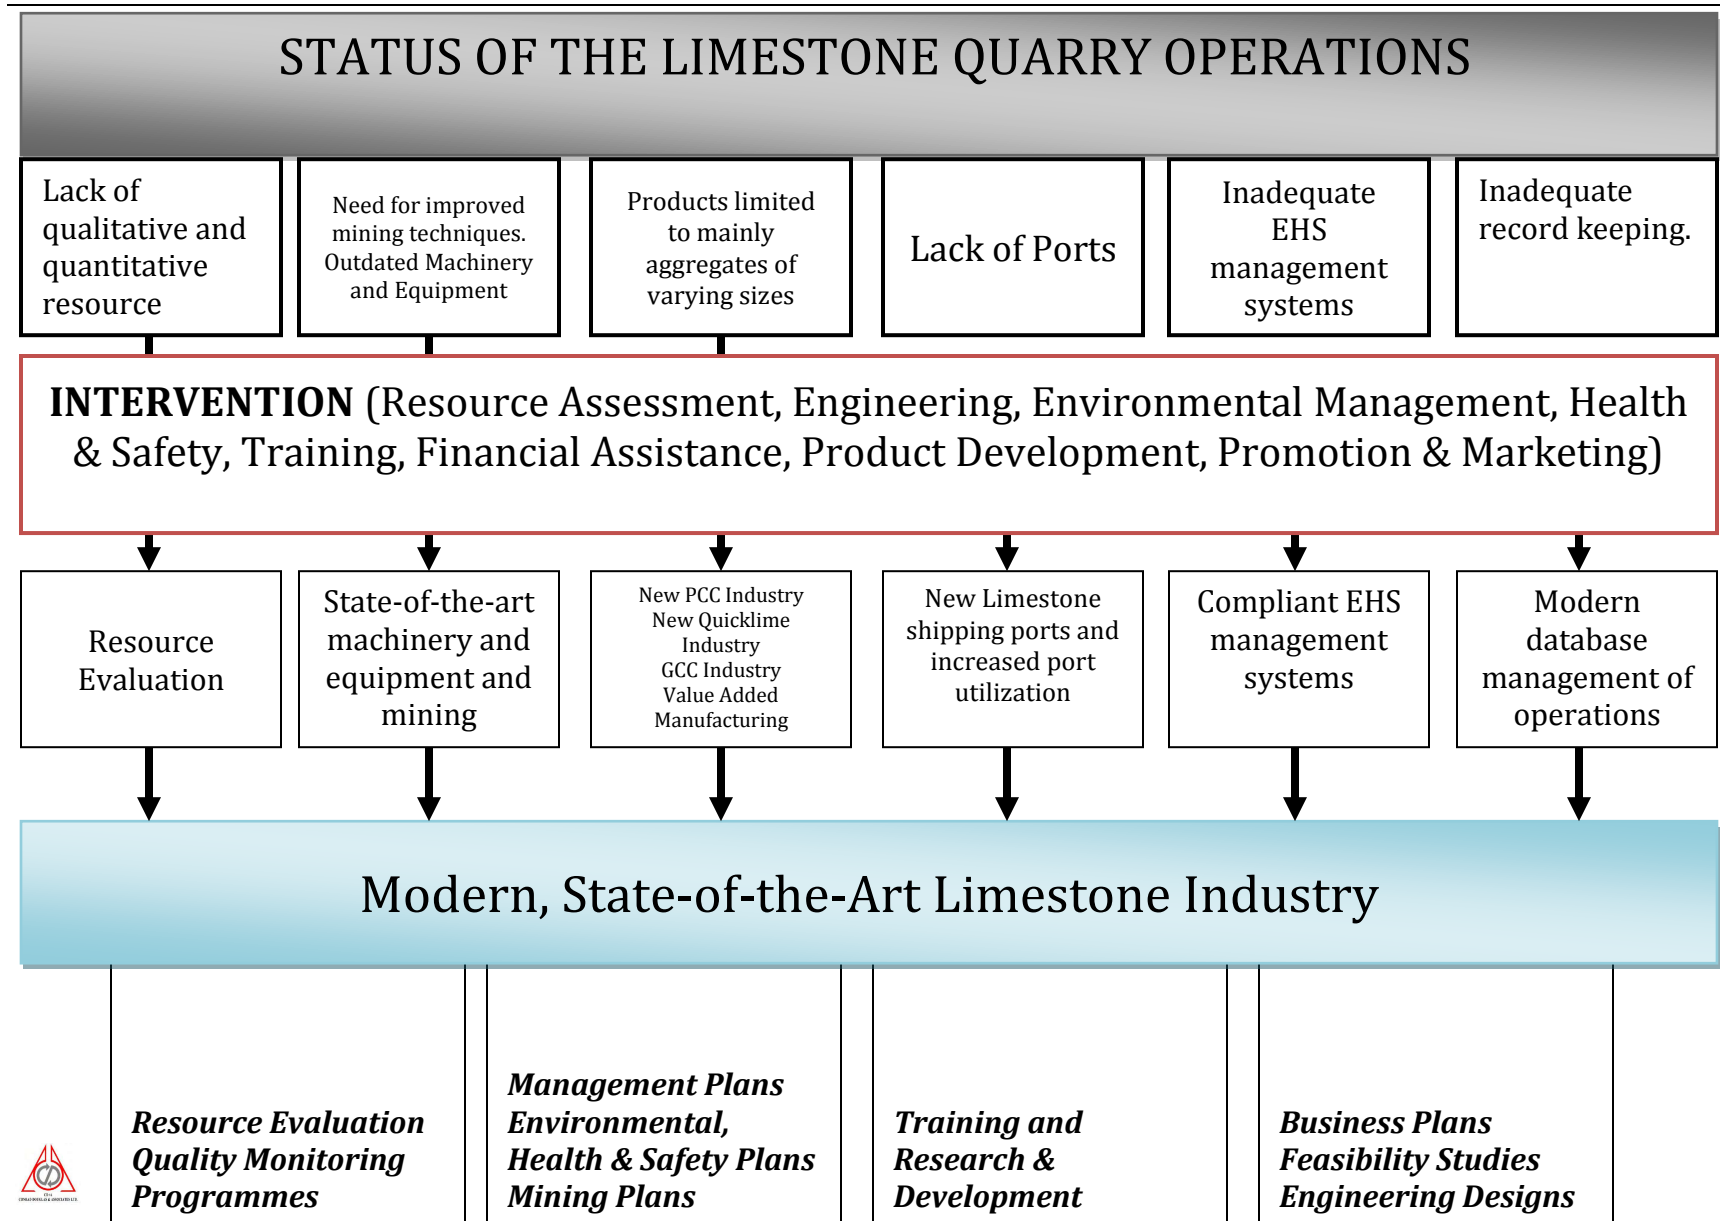 STATUS OF THE LIMESTONE QUARRY OPERATIONS
Lack of
qualitative and
quantitative
resource
Need for improved
mining techniques.
Outdated Machinery
and Equipment
Products limited
to mainly
aggregates of
varying sizes
Lack of Ports
Inadequate
EHS
management
systems
Inadequate
record keeping.
INTERVENTION (Resource Assessment, Engineering, Environmental Management, Health
& Safety, Training, Financial Assistance, Product Development, Promotion & Marketing)
Resource
Evaluation
State-of-the-art
machinery and
equipment and
mining
New PCC Industry
New Quicklime
Industry
GCC Industry
Value Added
Manufacturing
New Limestone
shipping ports and
increased port
utilization
Compliant EHS
management
systems
Modern
database
management of
operations
Modern, State-of-the-Art Limestone Industry
Resource Evaluation
Quality Monitoring
Programmes
Management Plans
Environmental,
Health & Safety Plans
Mining Plans
Training and
Research &
Development
Business Plans
Feasibility Studies
Engineering Designs